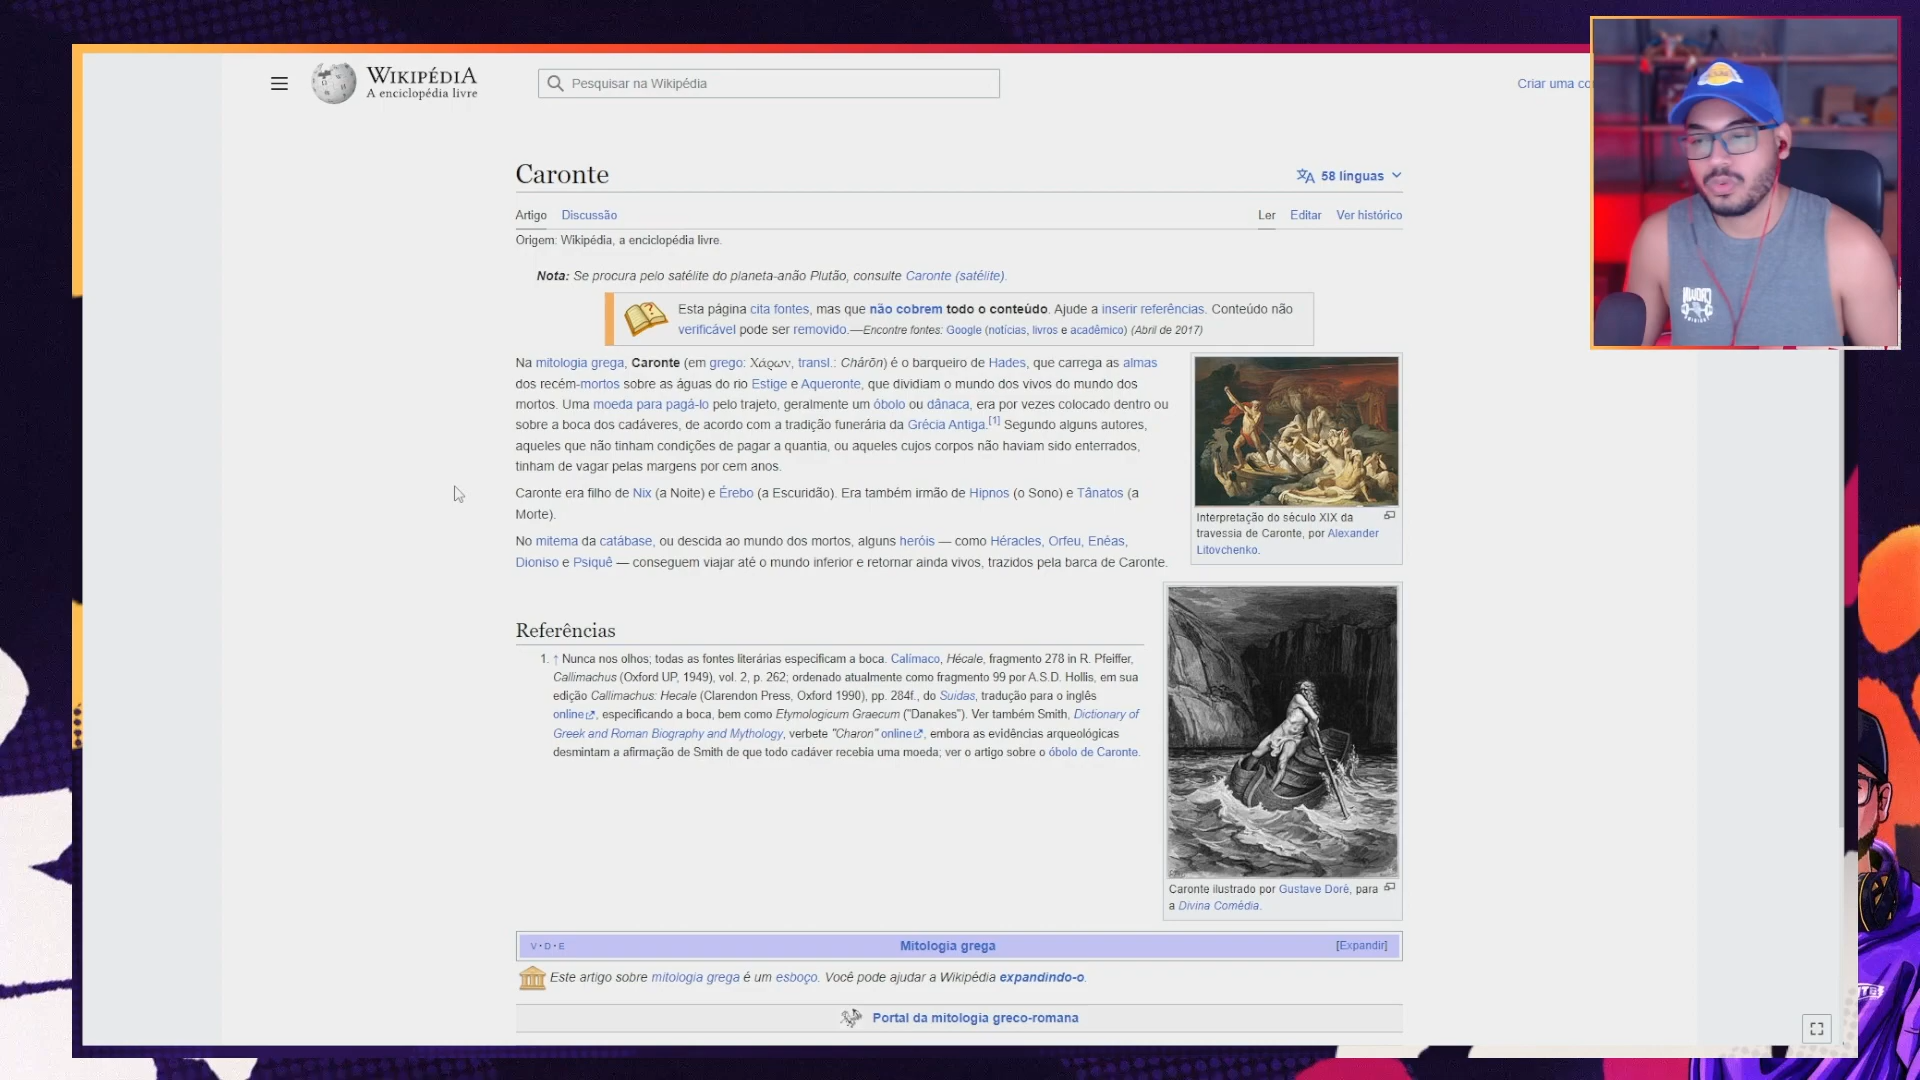 WIKIPÉDIA
A enciclopédia livre
Pesquisar na Wikipédia
Criar uma co
Caronte
58 línguas
Artigo Discussão
Ler Editar Ver histórico
Origem: Wikipédia, a enciclopédia livre.
Nota: Se procura pelo satélite do planeta-anão Plutão, consulte Caronte (satélite).
Esta página cita fontes, mas que não cobrem todo o conteúdo. Ajude a inserir referências. Conteúdo não
verificável pode ser removido.—Encontre fontes: Google (notícias, livros e acadêmico) (Abril de 2017)
Na mitologia grega, Caronte (em grego: Χάρων, transl.: Chárōn) é o barqueiro de Hades, que carrega as almas
dos recém-mortos sobre as águas do rio Estige e Aqueronte, que dividiam o mundo dos vivos do mundo dos
mortos. Uma moeda para pagá-lo pelo trajeto, geralmente um óbolo ou dânaca, era por vezes colocado dentro ou
sobre a boca dos cadáveres, de acordo com a tradição funerária da Grécia Antiga.[1] Segundo alguns autores,
aqueles que não tinham condições de pagar a quantia, ou aqueles cujos corpos não haviam sido enterrados,
tinham de vagar pelas margens por cem anos.
Caronte era filho de Nix (a Noite) e Érebo (a Escuridão). Era também irmão de Hipnos (o Sono) e Tânatos (a
Morte).
No mitema da catábase, ou descida ao mundo dos mortos, alguns heróis — como Héracles, Orfeu, Enéas,
Dioniso e Psiquê — conseguem viajar até o mundo inferior e retornar ainda vivos, trazidos pela barca de Caronte.
Interpretação do século XIX da
travessia de Caronte, por Alexander
Litovchenko.
Referências
1. ↑ Nunca nos olhos; todas as fontes literárias especificam a boca. Calímaco, Hécale, fragmento 278 in R. Pfeiffer,
Callimachus (Oxford UP, 1949), vol. 2, p. 262; ordenado atualmente como fragmento 99 por A.S.D. Hollis, em sua
edição Callimachus: Hecale (Clarendon Press, Oxford 1990), pp. 284f., do Suidas, tradução para o inglês
online, especificando a boca, bem como Etymologicum Graecum ("Danakes"). Ver também Smith, Dictionary of
Greek and Roman Biography and Mythology, verbete "Charon" online, embora as evidências arqueológicas
desmintam a afirmação de Smith de que todo cadáver recebia uma moeda; ver o artigo sobre o óbolo de Caronte.
Caronte ilustrado por Gustave Doré, para
a Divina Comédia.
V • D • E
Mitologia grega
[Expandir]
Este artigo sobre mitologia grega é um esboço. Você pode ajudar a Wikipédia expandindo-o.
Portal da mitologia greco-romana